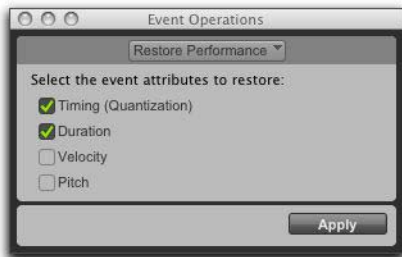 Event Operations
Restore Performance
Select the event attributes to restore:
Timing (Quantization)
Duration
Velocity
Pitch
Apply